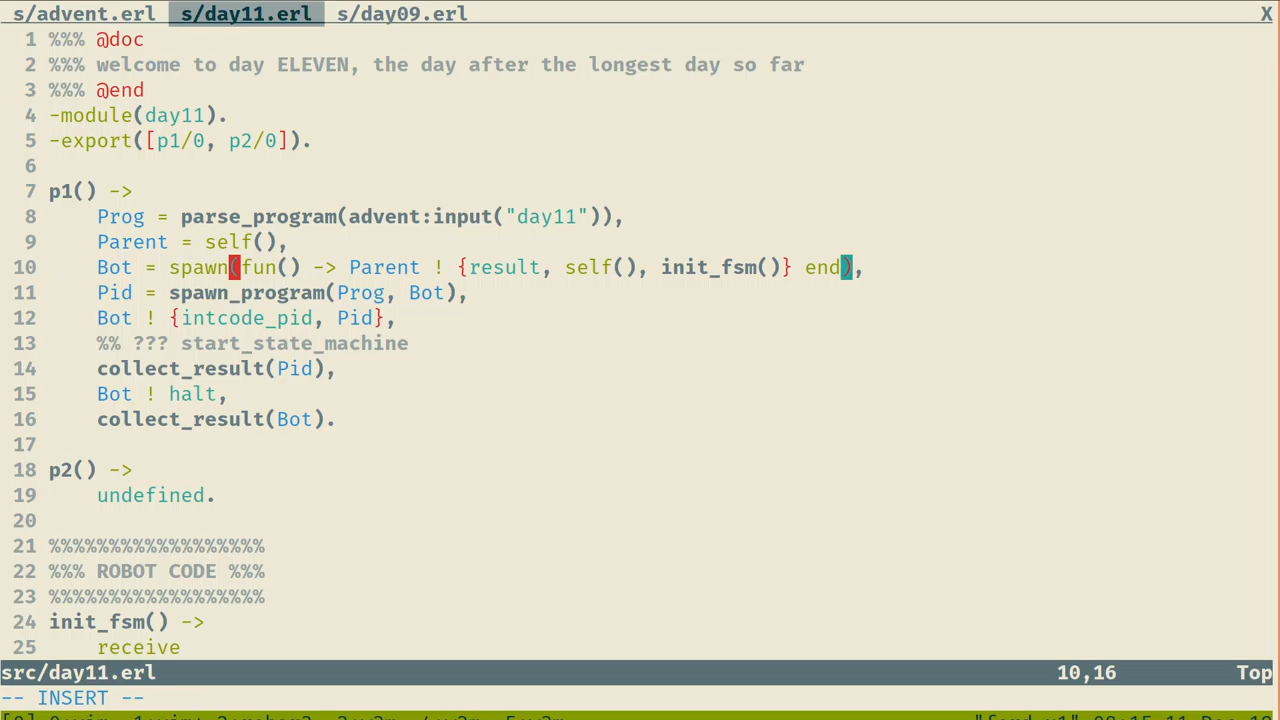 s/advent.erl  s/day11.erl  s/day09.erl  X
1 %%% @doc
2 %%% welcome to day ELEVEN, the day after the longest day so far
3 %%% @end
4 -module(day11).
5 -export([p1/0, p2/0]).
6
7 p1() ->
8     Prog = parse_program(advent:input("day11")),
9     Parent = self(),
10     Bot = spawn(fun() -> Parent ! {result, self(), init_fsm()} end),
11     Pid = spawn_program(Prog, Bot),
12     Bot ! {intcode_pid, Pid},
13     %% ??? start_state_machine
14     collect_result(Pid),
15     Bot ! halt,
16     collect_result(Bot).
17
18 p2() ->
19     undefined.
20
21 %%%%%%%%%%%%%%%%%%
22 %%% ROBOT CODE %%%
23 %%%%%%%%%%%%%%%%%%
24 init_fsm() ->
25     receive
src/day11.erl  10,16  Top
-- INSERT --